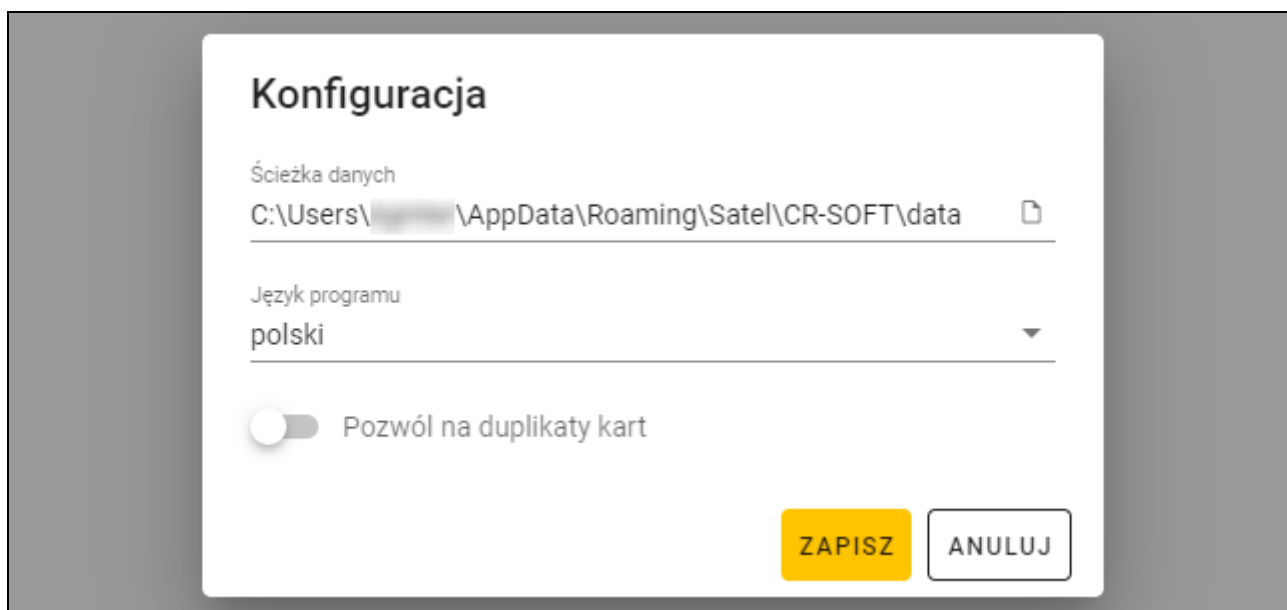 Konfiguracja
Ścieżka danych
C:\Users\ \AppData\Roaming\Satel\CR-SOFT\data
Język programu
polski
Pozwól na duplikaty kart
ZAPISZ ANULUJ